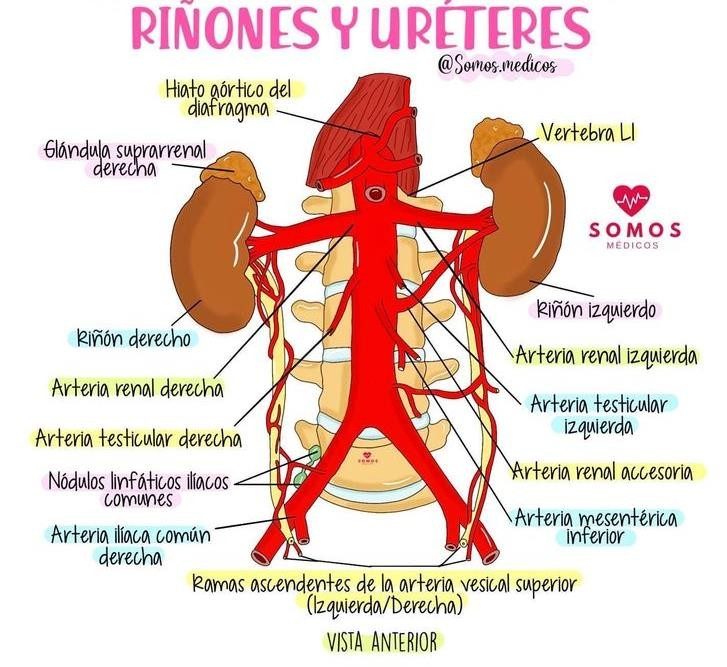 RIÑONES Y URÉTERES
@Somos.medicos
Hiato aórtico del
diafragma
Vertebra LI
Glándula suprarrenal
derecha
SOMOS
MÉDICOS
Riñón izquierdo
Riñón derecho
Arteria renal izquierda
Arteria renal derecha
Arteria testicular
izquierda
Arteria testicular derecha
SOMOS
Arteria renal accesoria
Nódulos linfáticos ilíacos
comunes
Arteria mesentérica
inferior
Arteria ilíaca común
derecha
Ramas ascendentes de la arteria vesical superior
(Izquierda/Derecha)
VISTA ANTERIOR